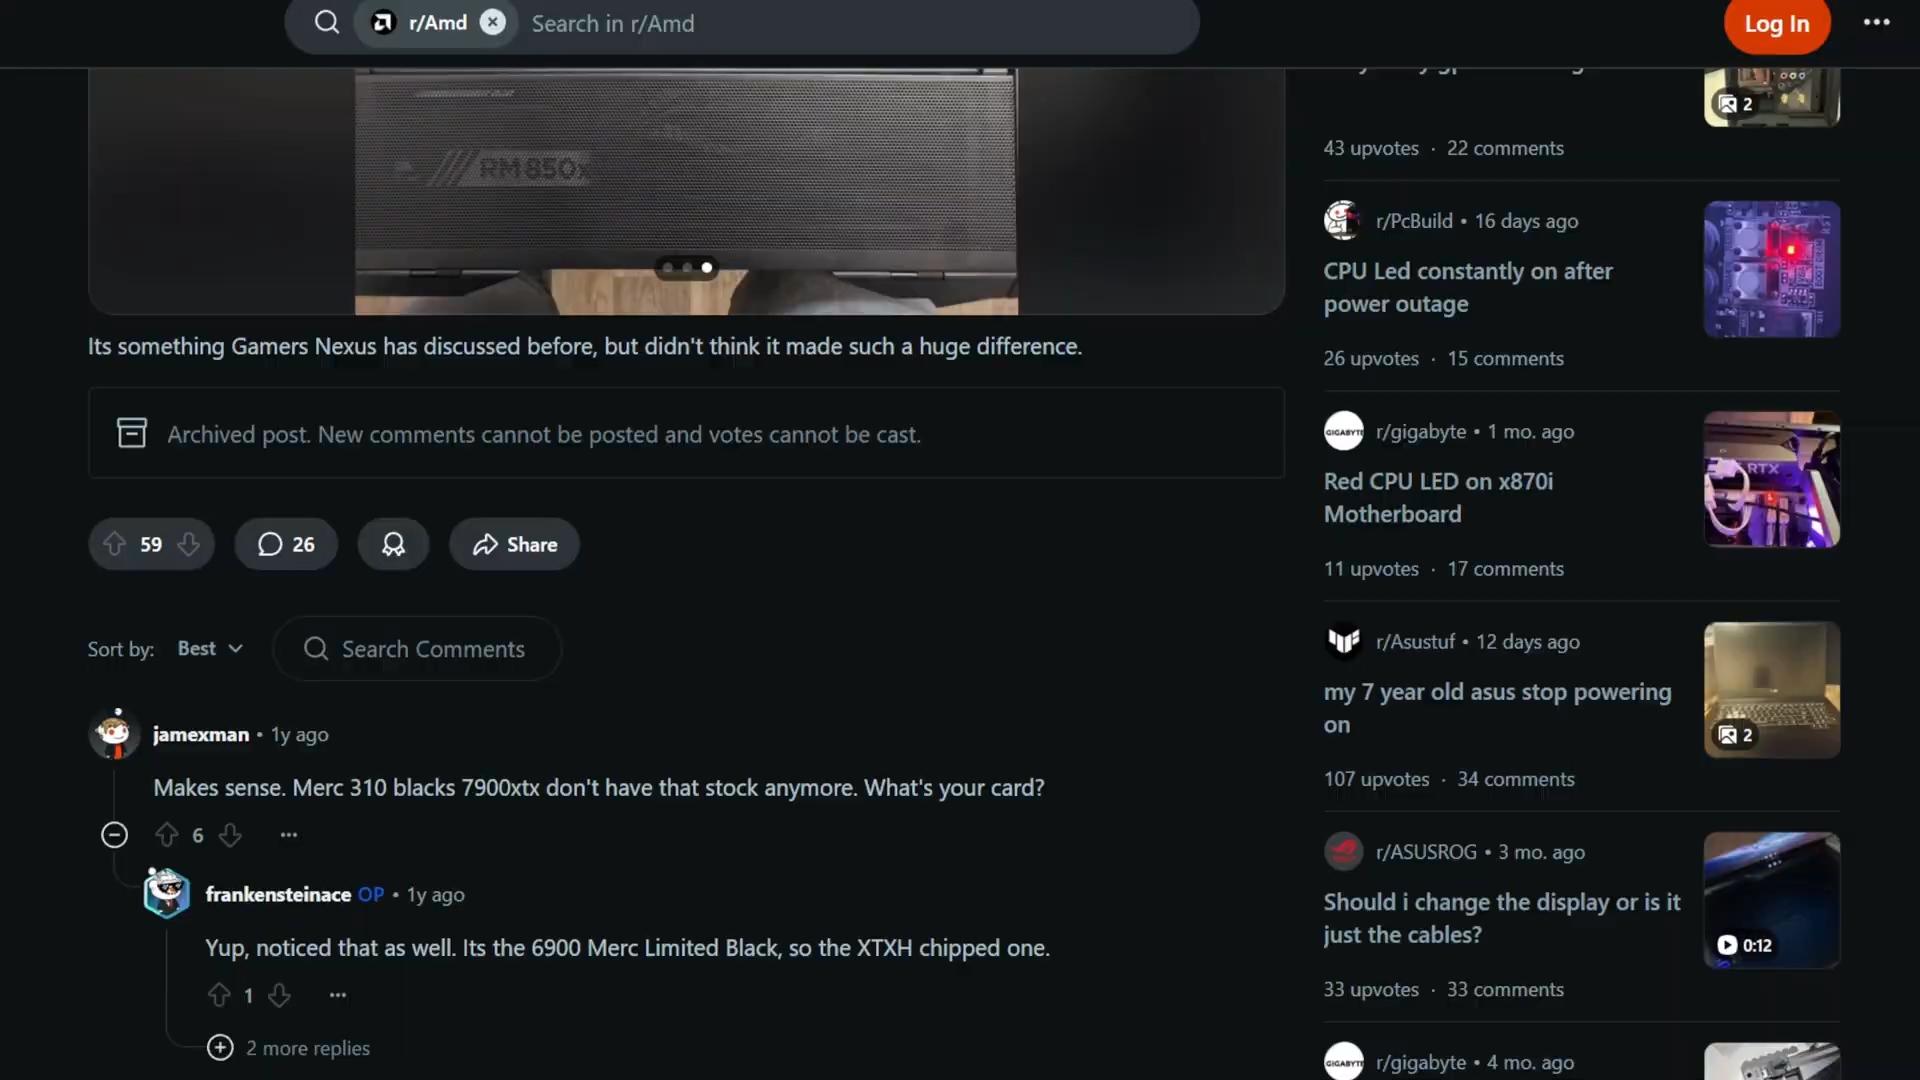 r/Amd
Search in r/Amd
Log In
RM850x
Its something Gamers Nexus has discussed before, but didn't think it made such a huge difference.
Archived post. New comments cannot be posted and votes cannot be cast.
59
26
Share
Sort by:
Best
Search Comments
jamexman • 1y ago
Makes sense. Merc 310 blacks 7900xtx don't have that stock anymore. What's your card?
6
frankensteinace OP • 1y ago
Yup, noticed that as well. Its the 6900 Merc Limited Black, so the XTXH chipped one.
1
2 more replies
2
43 upvotes · 22 comments
r/PcBuild • 16 days ago
CPU Led constantly on after
power outage
26 upvotes · 15 comments
GIGABYTE
r/gigabyte • 1 mo. ago
Red CPU LED on x870i
Motherboard
RTX
11 upvotes · 17 comments
r/Asustuf • 12 days ago
my 7 year old asus stop powering
on
2
107 upvotes · 34 comments
r/ASUSROG • 3 mo. ago
Should i change the display or is it
just the cables?
0:12
33 upvotes · 33 comments
GIGABYTE
r/gigabyte • 4 mo. ago